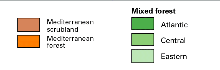 Mediterranean
scrubland
Mediterranean
forest
Mixed forest
Atlantic
Central
Eastern